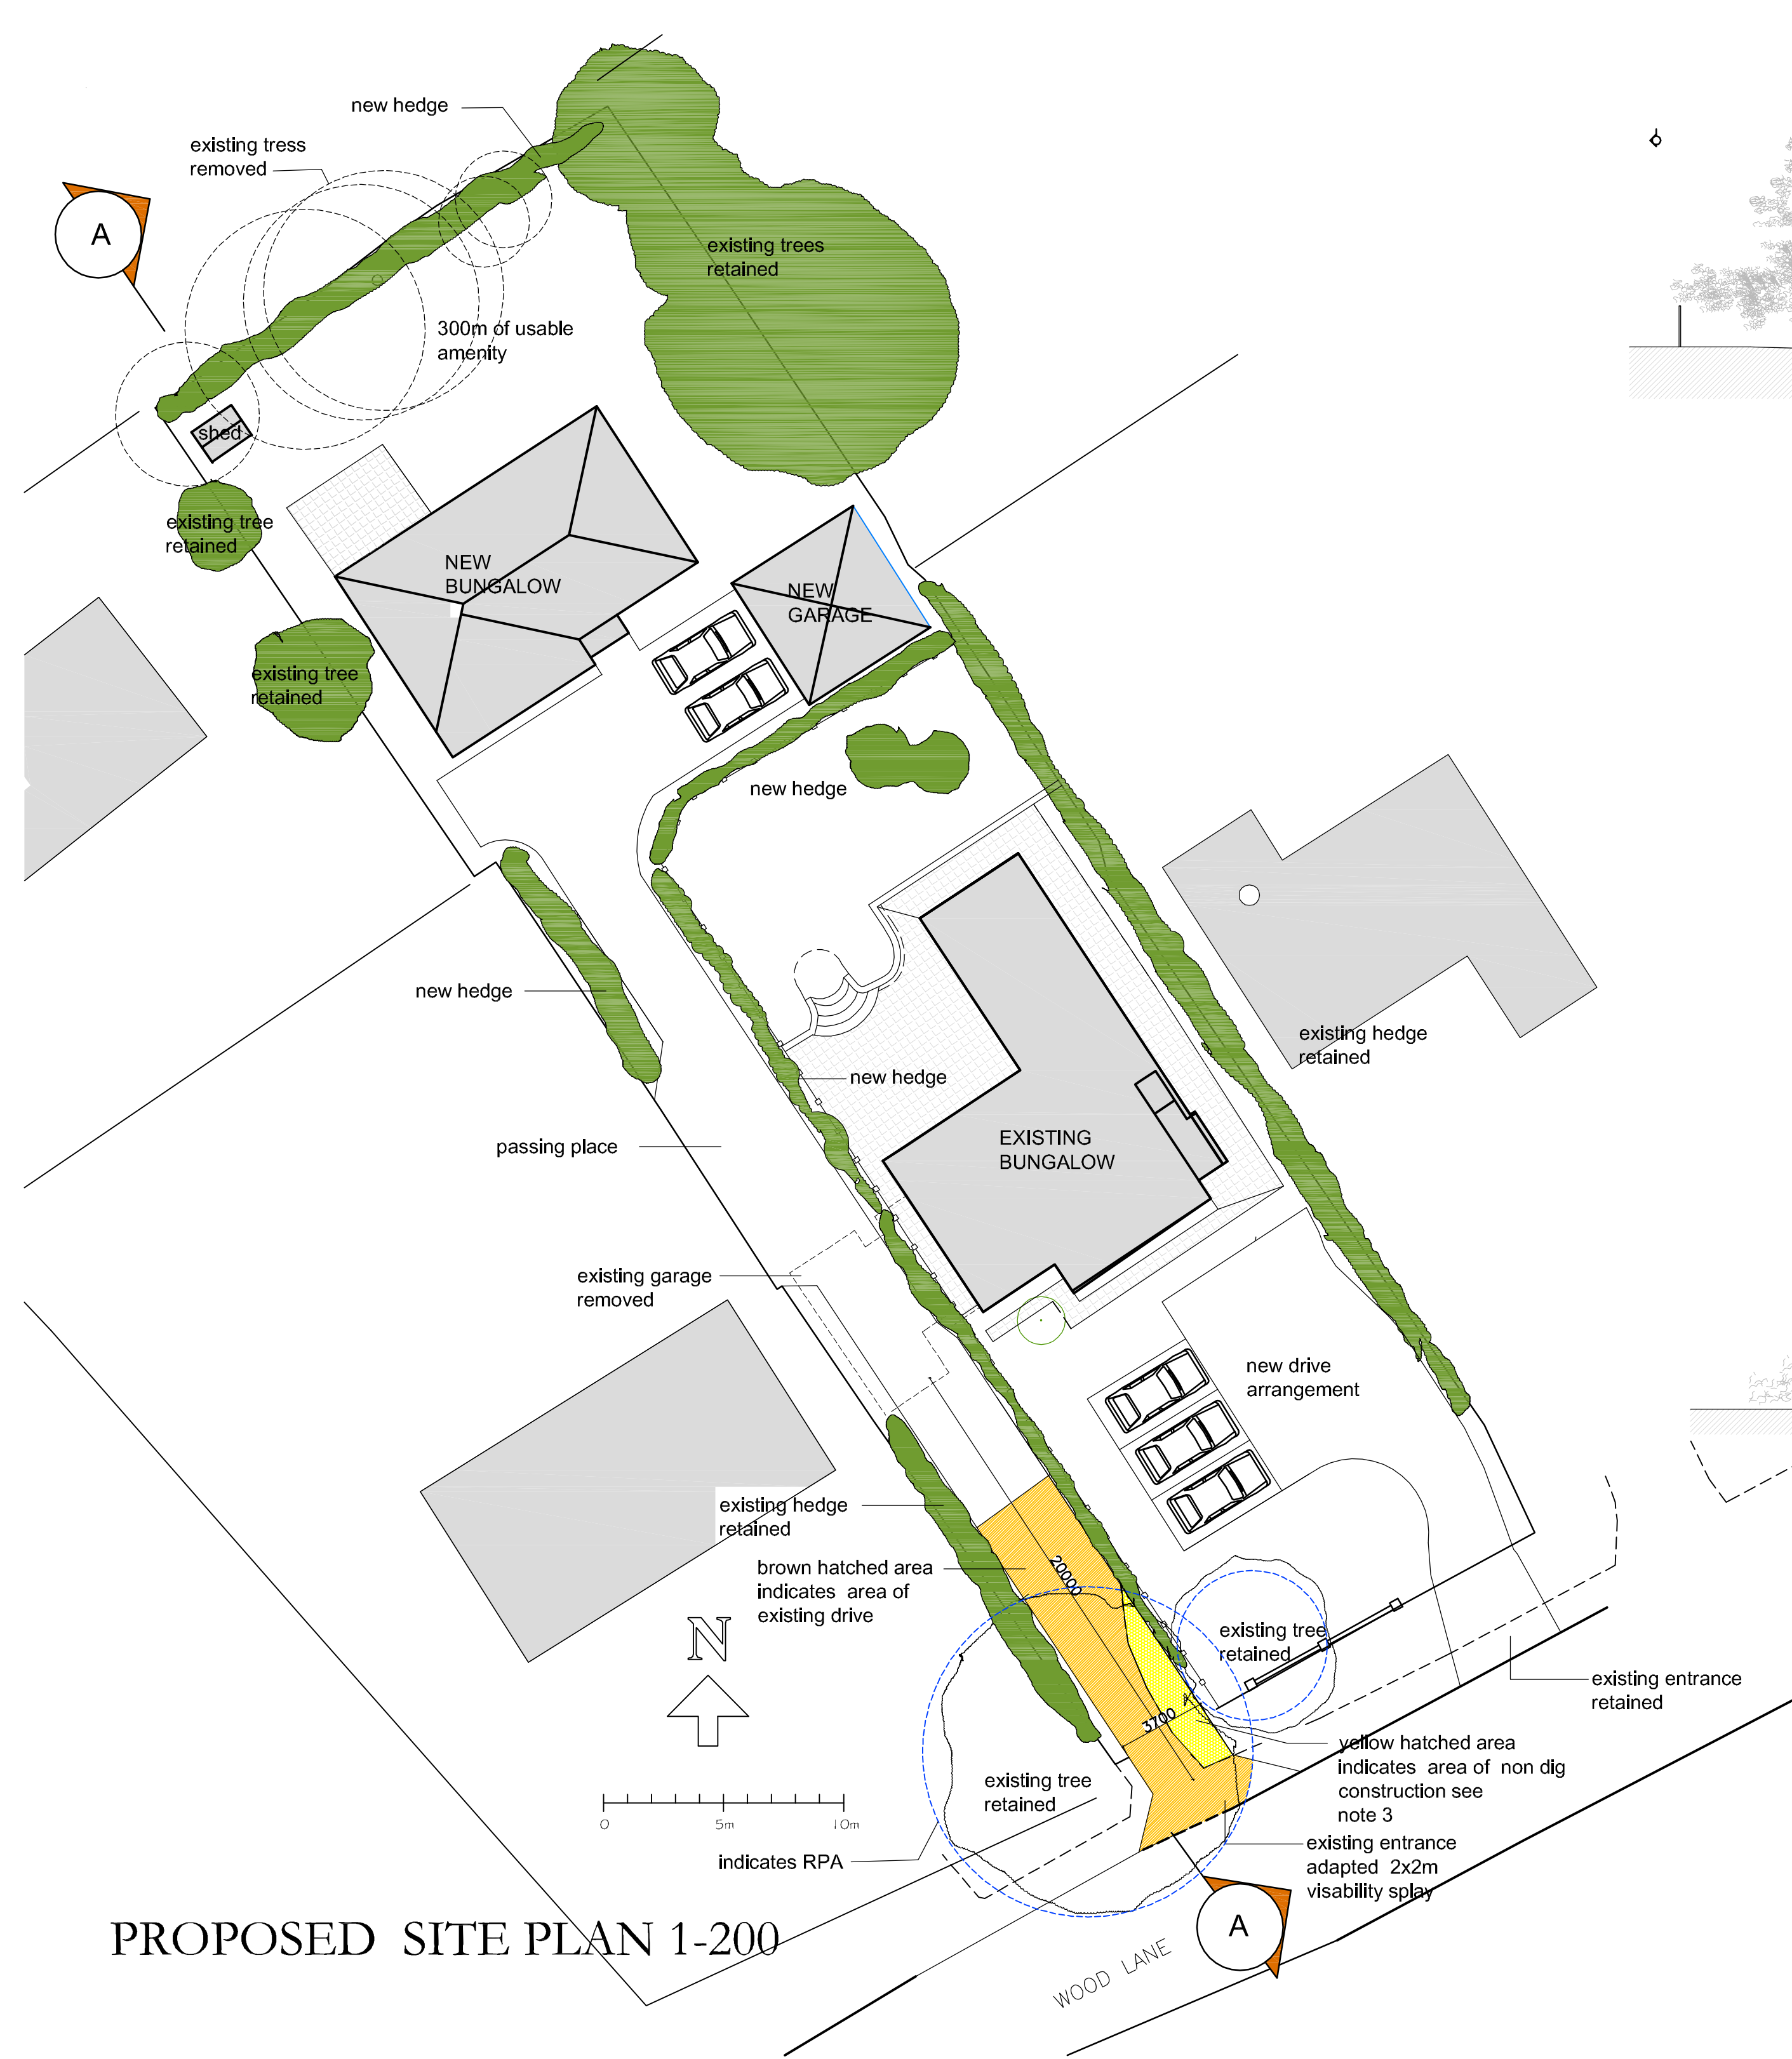 new hedge
existing tress
removed
A
existing trees
retained
300m of usable
amenity
shed
existing tree
retained
NEW
BUNGALOW
NEW
GARAGE
existing tree
retained
new hedge
new hedge
existing hedge
retained
new hedge
EXISTING
BUNGALOW
passing place
existing garage
removed
new drive
arrangement
existing hedge
retained
brown hatched area
indicates area of
existing drive
20000
N
existing tree
retained
existing entrance
retained
3700
yellow hatched area
indicates area of non dig
construction see
note 3
existing tree
retained
0 5m 10m
indicates RPA
existing entrance
adapted 2x2m
visability splay
A
PROPOSED SITE PLAN 1-200
WOOD LANE